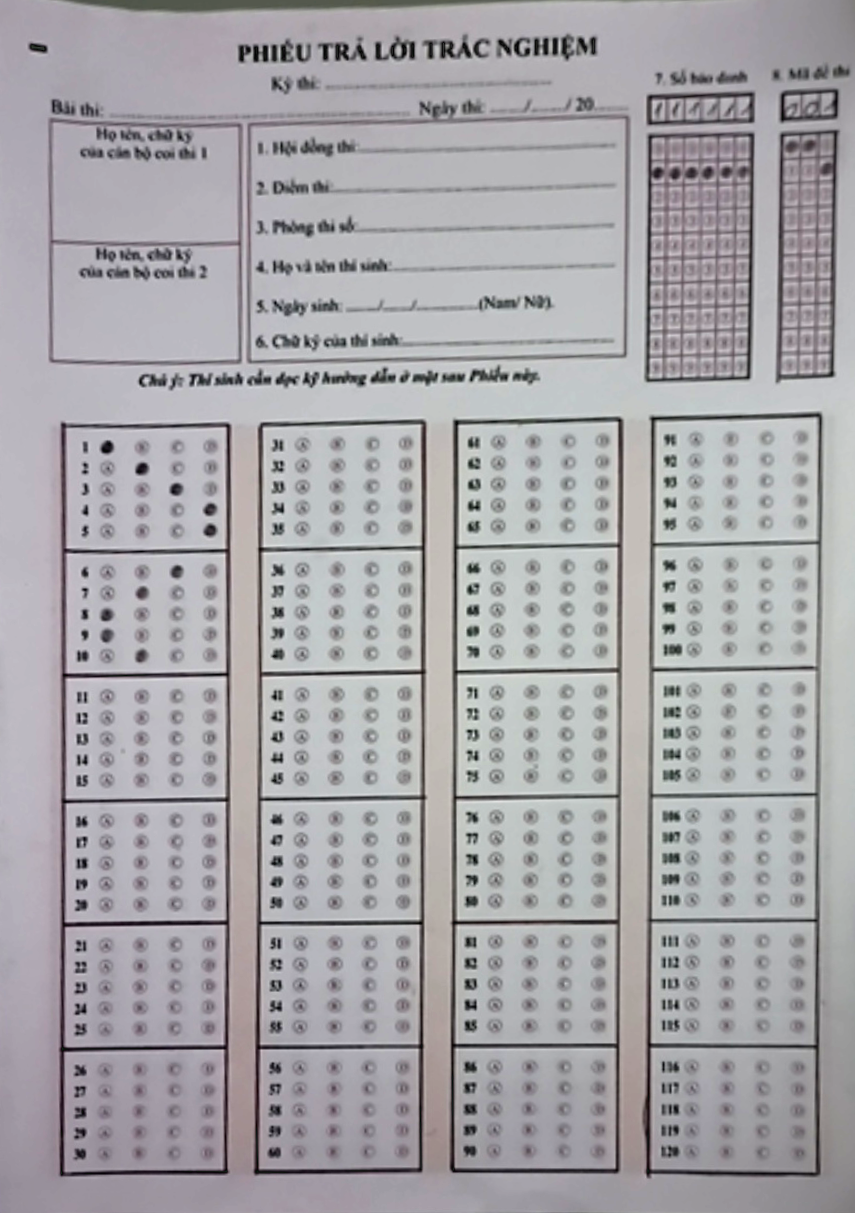 PHIẾU TRẢ LỜI TRẮC NGHIỆM
Kỳ thi: ........................
Bài thi: ........................ Ngày thi: ....../....../ 20......
7. Số báo danh
8. Mã đề thi
111111
001
Họ tên, chữ ký
của cán bộ coi thi 1
Họ tên, chữ ký
của cán bộ coi thi 2
1. Hội đồng thi:
2. Điểm thi:
3. Phòng thi số:
4. Họ và tên thí sinh:
5. Ngày sinh: ....../....../............(Nam/ Nữ).
6. Chữ ký của thí sinh:
Chú ý: Thí sinh cần đọc kỹ hướng dẫn ở mặt sau Phiếu này.
1 B C D
2 A C D
3 A B D
4 A B C
5 A B C
6 A B D
7 A C D
8 B C D
9 B C D
10 A C D
11 A B C D
12 A B C D
13 A B C D
14 A B C D
15 A B C D
16 A B C D
17 A B C D
18 A B C D
19 A B C D
20 A B C D
21 A B C D
22 A B C D
23 A B C D
24 A B C D
25 A B C D
26 A B C D
27 A B C D
28 A B C D
29 A B C D
30 A B C D
31 A B C D
32 A B C D
33 A B C D
34 A B C D
35 A B C D
36 A B C D
37 A B C D
38 A B C D
39 A B C D
40 A B C D
41 A B C D
42 A B C D
43 A B C D
44 A B C D
45 A B C D
46 A B C D
47 A B C D
48 A B C D
49 A B C D
50 A B C D
51 A B C D
52 A B C D
53 A B C D
54 A B C D
55 A B C D
56 A B C D
57 A B C D
58 A B C D
59 A B C D
60 A B C D
61 A B C D
62 A B C D
63 A B C D
64 A B C D
65 A B C D
66 A B C D
67 A B C D
68 A B C D
69 A B C D
70 A B C D
71 A B C D
72 A B C D
73 A B C D
74 A B C D
75 A B C D
76 A B C D
77 A B C D
78 A B C D
79 A B C D
80 A B C D
81 A B C D
82 A B C D
83 A B C D
84 A B C D
85 A B C D
86 A B C D
87 A B C D
88 A B C D
89 A B C D
90 A B C D
91 A B C D
92 A B C D
93 A B C D
94 A B C D
95 A B C D
96 A B C D
97 A B C D
98 A B C D
99 A B C D
100 A B C D
101 A B C D
102 A B C D
103 A B C D
104 A B C D
105 A B C D
106 A B C D
107 A B C D
108 A B C D
109 A B C D
110 A B C D
111 A B C D
112 A B C D
113 A B C D
114 A B C D
115 A B C D
116 A B C D
117 A B C D
118 A B C D
119 A B C D
120 A B C D